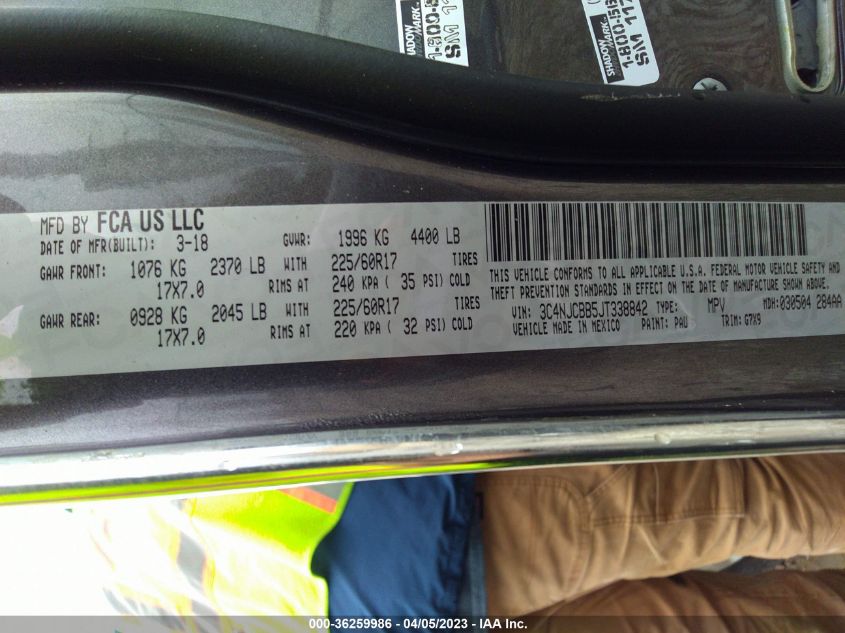 SHADOW
MARK.
SHADOW
MARK.
MFD BY FCA US LLC
DATE OF MFR(BUILT): 3-18 GVWR: 1996 KG 4400 LB
GAWR FRONT: 1076 KG 2370 LB WITH 225/60R17 TIRES
17X7.0 RIMS AT 240 KPA ( 35 PSI) COLD
GAWR REAR: 0928 KG 2045 LB WITH 225/60R17 TIRES
17X7.0 RIMS AT 220 KPA ( 32 PSI) COLD
THIS VEHICLE CONFORMS TO ALL APPLICABLE U.S.A. FEDERAL MOTOR VEHICLE SAFETY AND
THEFT PREVENTION STANDARDS IN EFFECT ON THE DATE OF MANUFACTURE SHOWN ABOVE.
VIN: 3C4NJCBB5JT338842 TYPE: MPV MDH:030504 284AA
VEHICLE MADE IN MEXICO PAINT: PAU TRIM: G7X9
000-36259986 - 04/05/2023 - IAA Inc.